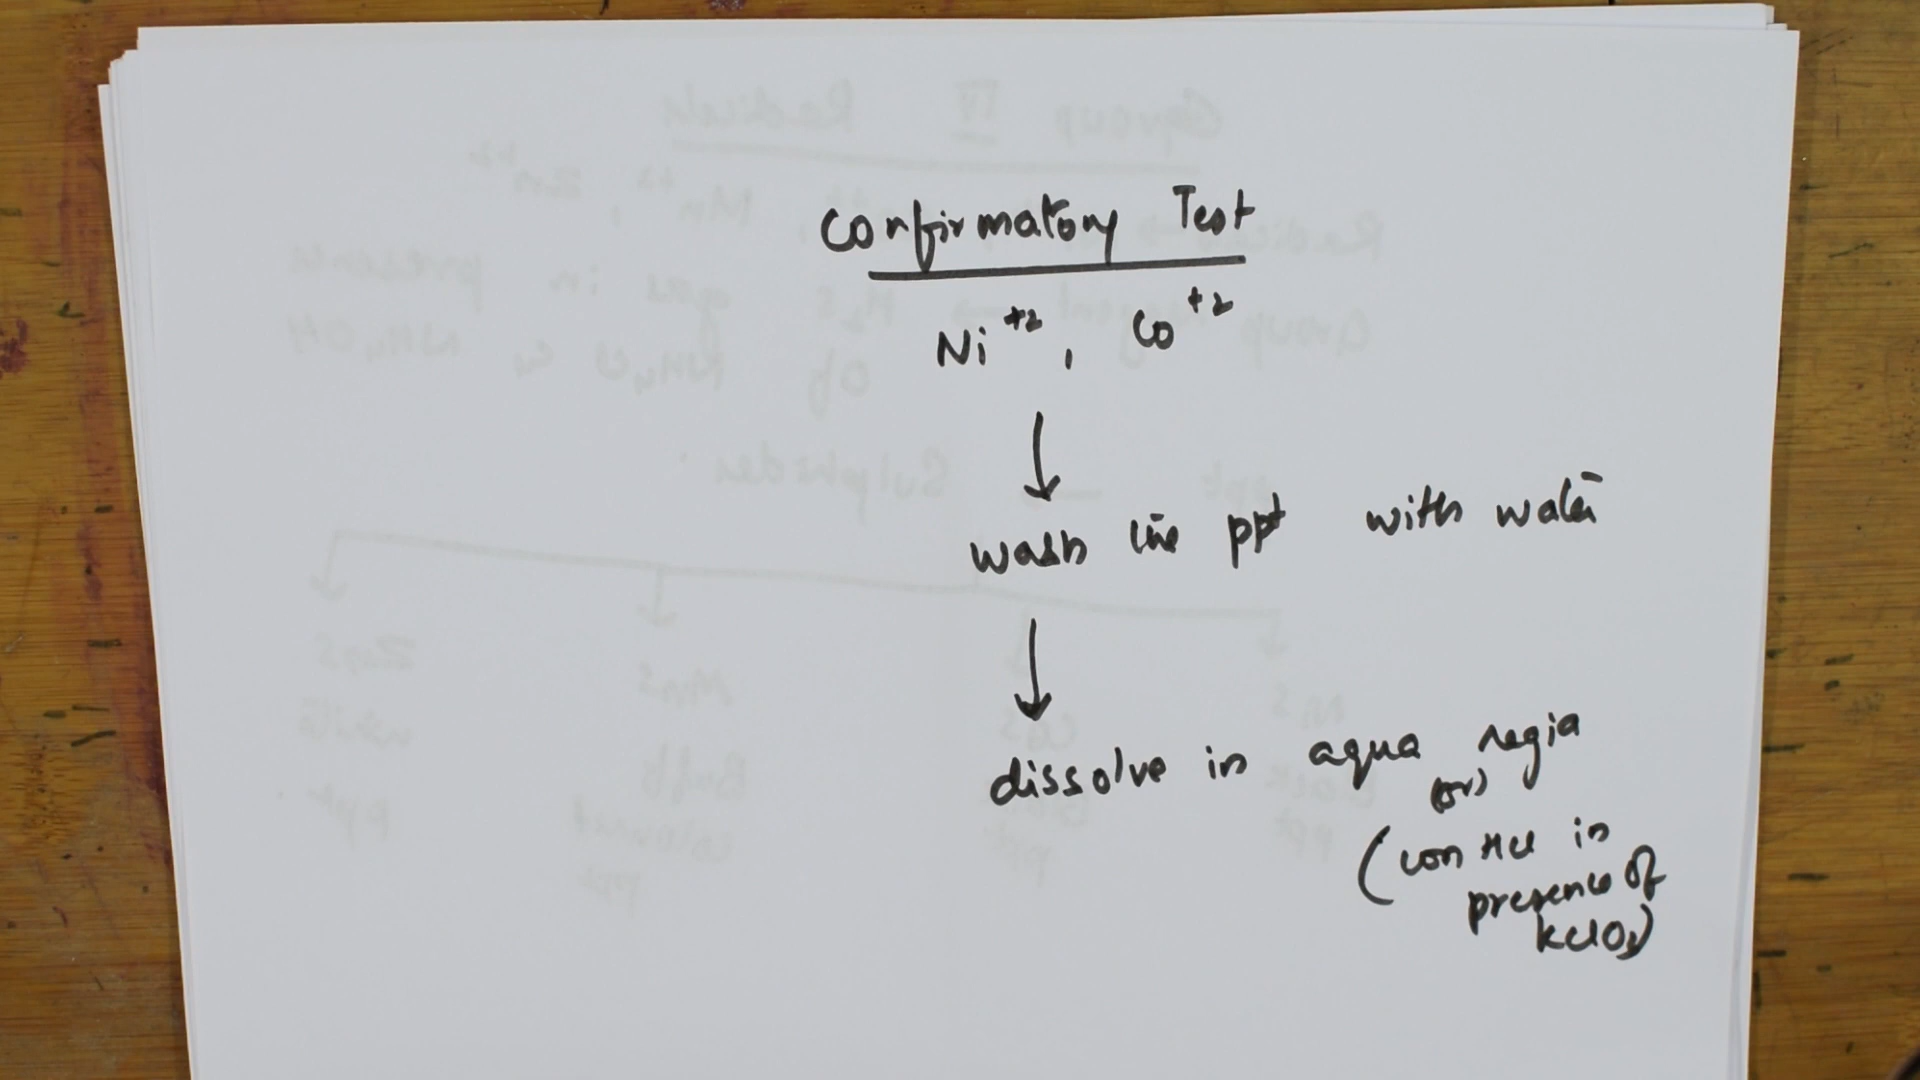 Confirmatory Test
Ni+2, Co+2
wash the ppt with water
dissolve in aqua regia
(or)
(con HCl in
presence of
KClO3)